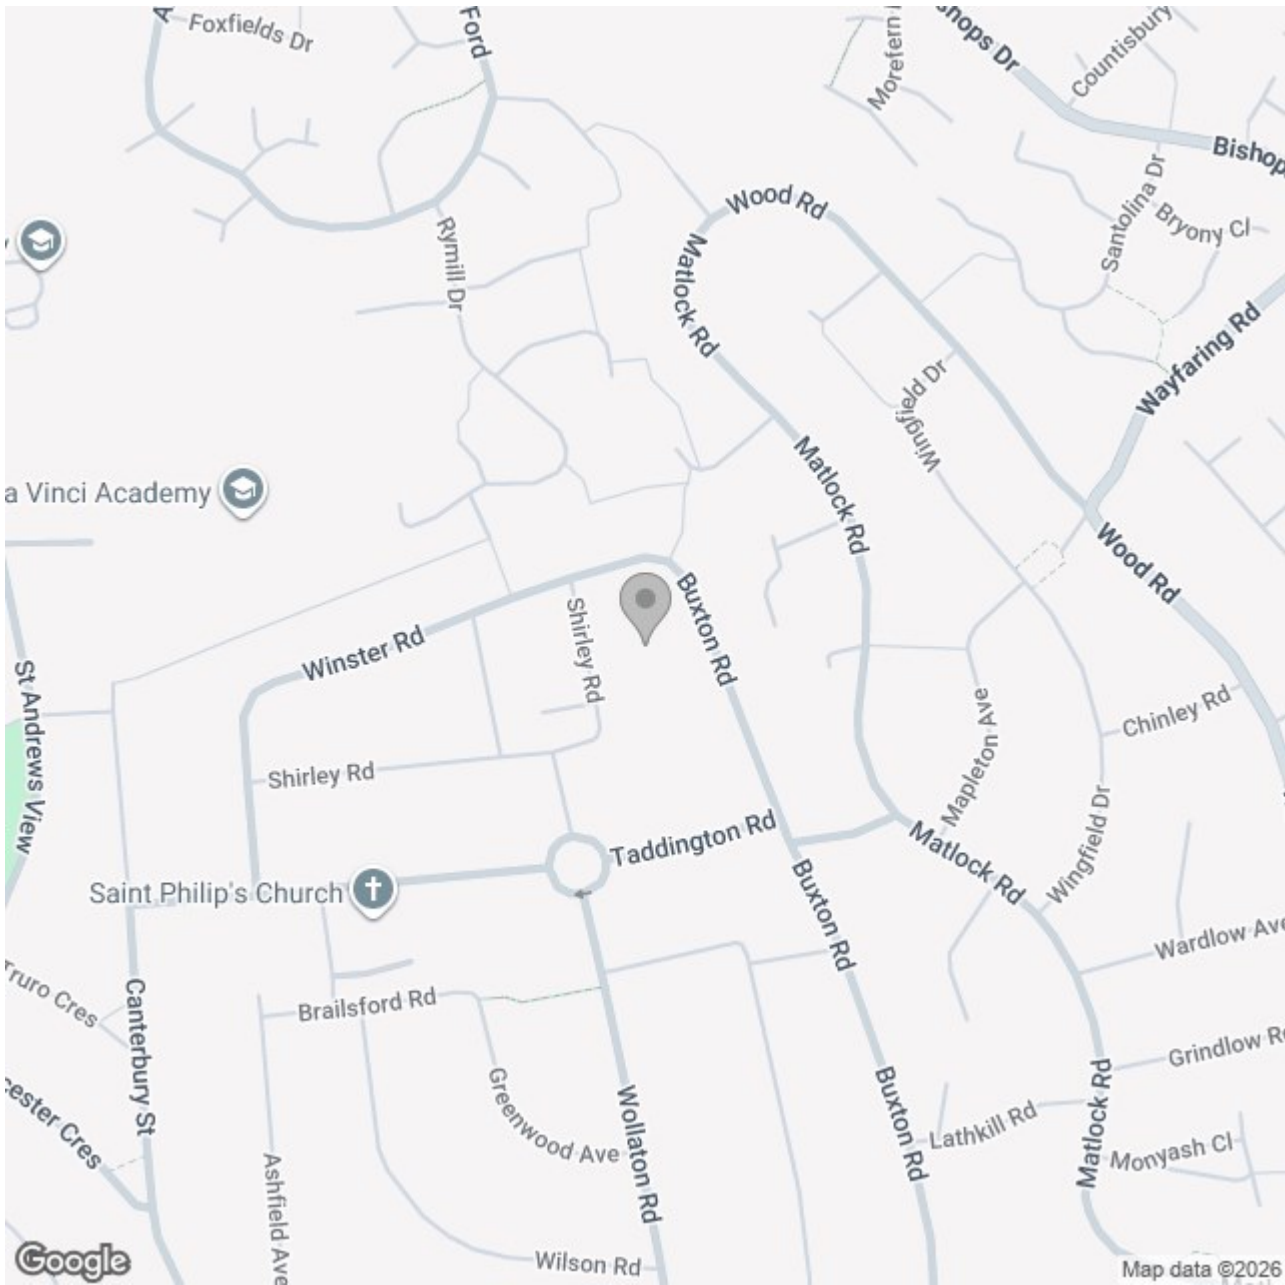 Foxfields Dr
Ford
Morefern
shops Dr
Countisbury
Bishop
Wood Rd
Santolina Dr
Bryony Cl
Rymill Dr
Matlock Rd
Wayfaring Rd
Wingfield Dr
Wingfield
Matlock Rd
a Vinci Academy
Wood Rd
Buxton Rd
Shirley Rd
Winster Rd
St Andrews View
Mapleton Ave
Chinley Rd
Shirley Rd
Taddington Rd
Wingfield Dr
Matlock Rd
Saint Philip's Church
Buxton Rd
Wardlow Ave
Truro Cres
Canterbury St
Brailsford Rd
Grindlow Rd
Greenwood Ave
Wollaton Rd
Buxton Rd
Lathkill Rd
Matlock Rd
Monyash Cl
cester Cres
Ashfield Ave
Wilson Rd
Google
Map data ©2026